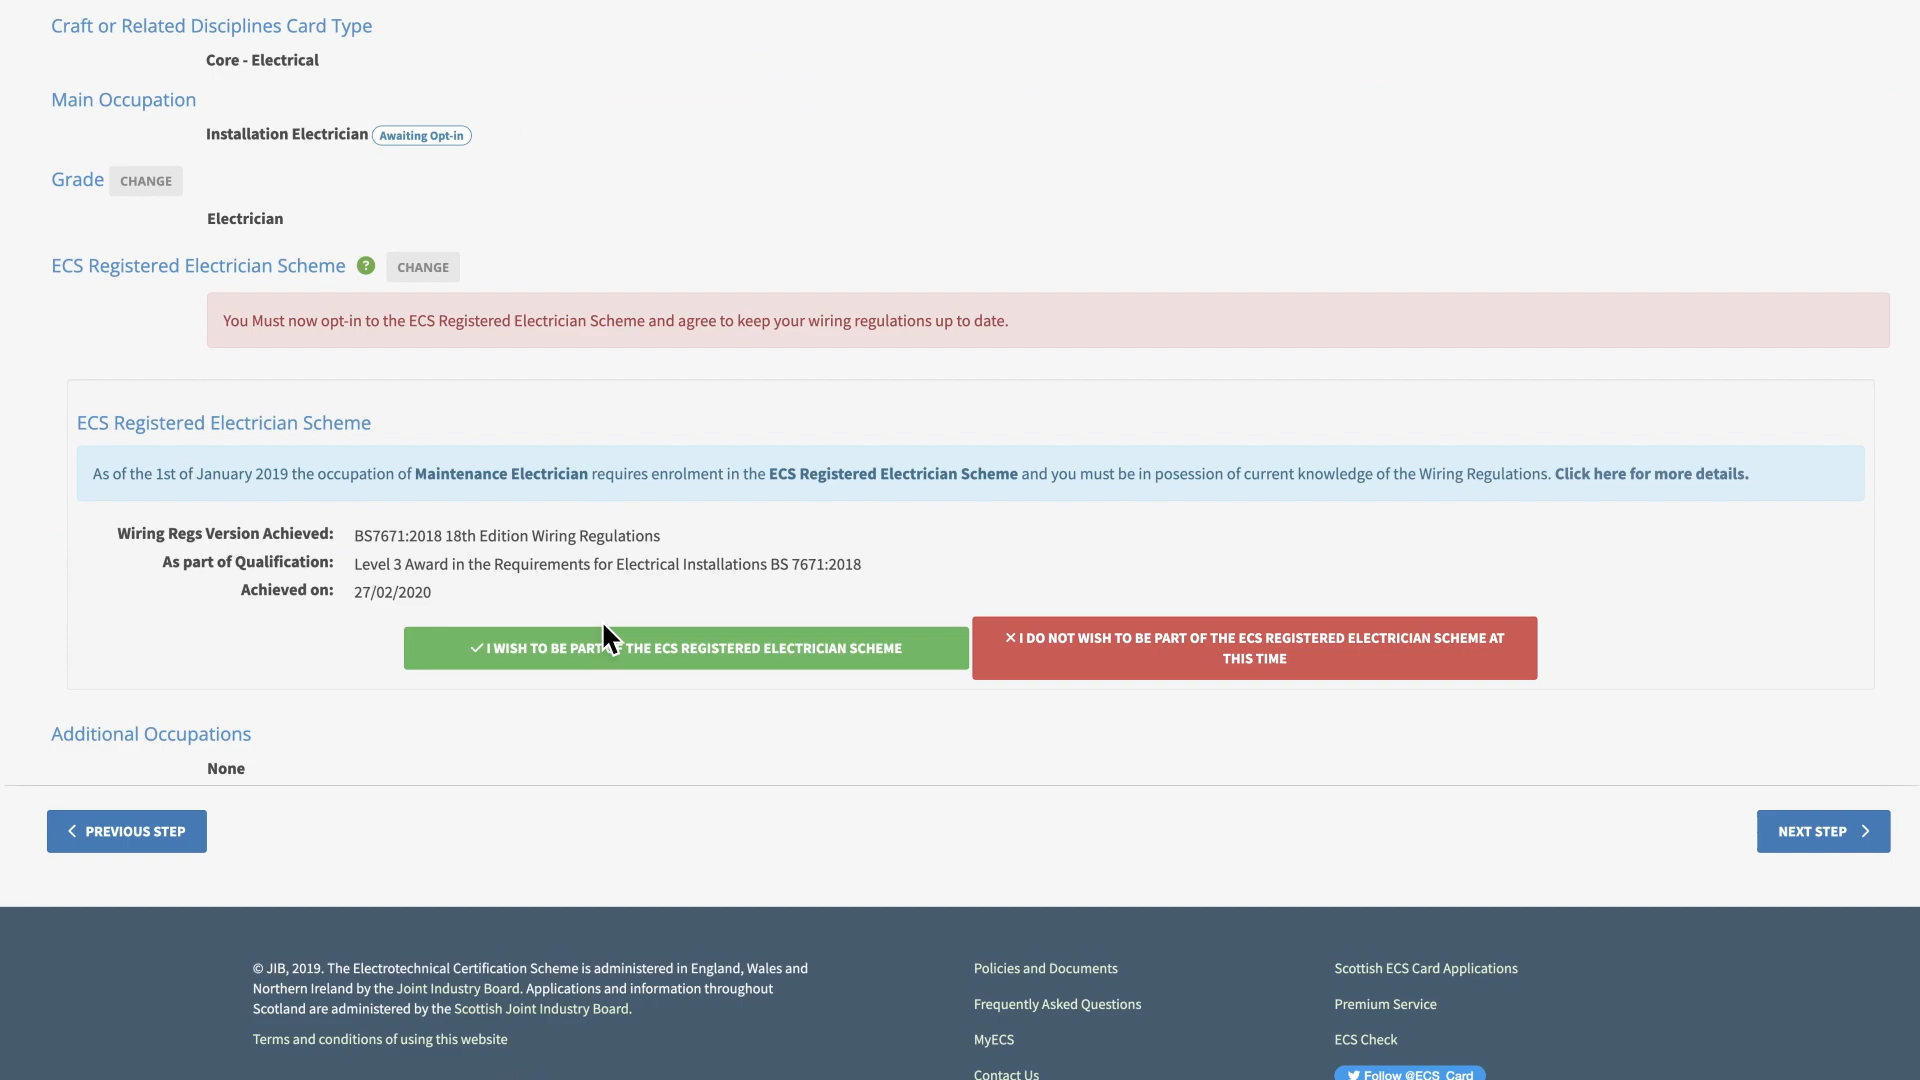 Craft or Related Disciplines Card Type
Core - Electrical
Main Occupation
Installation Electrician Awaiting Opt-in
Grade CHANGE
Electrician
ECS Registered Electrician Scheme ? CHANGE
You Must now opt-in to the ECS Registered Electrician Scheme and agree to keep your wiring regulations up to date.
ECS Registered Electrician Scheme
As of the 1st of January 2019 the occupation of Maintenance Electrician requires enrolment in the ECS Registered Electrician Scheme and you must be in posession of current knowledge of the Wiring Regulations. Click here for more details.
Wiring Regs Version Achieved: BS7671:2018 18th Edition Wiring Regulations
As part of Qualification: Level 3 Award in the Requirements for Electrical Installations BS 7671:2018
Achieved on: 27/02/2020
I WISH TO BE PART OF THE ECS REGISTERED ELECTRICIAN SCHEME
I DO NOT WISH TO BE PART OF THE ECS REGISTERED ELECTRICIAN SCHEME AT
THIS TIME
Additional Occupations
None
PREVIOUS STEP
NEXT STEP
© JIB, 2019. The Electrotechnical Certification Scheme is administered in England, Wales and
Northern Ireland by the Joint Industry Board. Applications and information throughout
Scotland are administered by the Scottish Joint Industry Board.
Terms and conditions of using this website
Policies and Documents
Frequently Asked Questions
MyECS
Contact Us
Scottish ECS Card Applications
Premium Service
ECS Check
Follow @ECS_Card